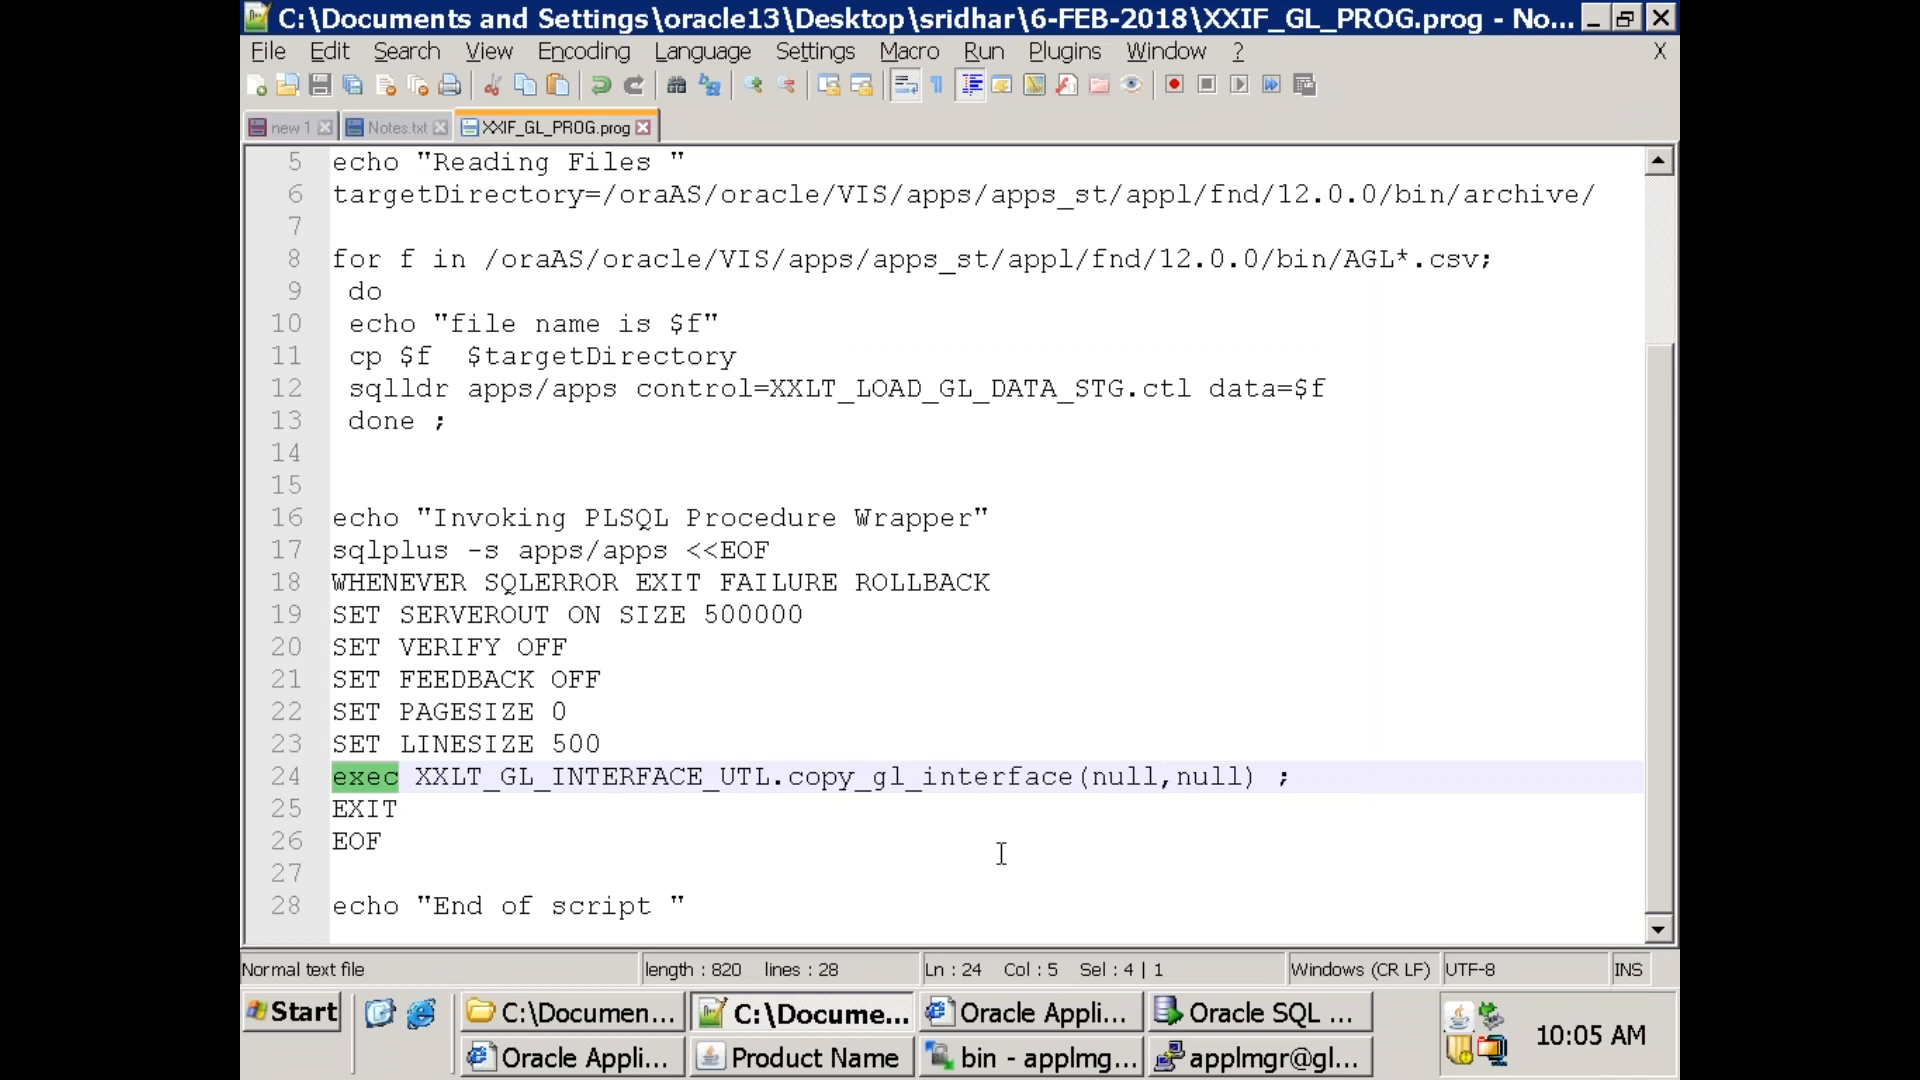 C:\Documents and Settings\oracle13\Desktop\sridhar\6-FEB-2018\XXIF_GL_PROG.prog - No...
File Edit Search View Encoding Language Settings Macro Run Plugins Window ? X
new 1 Notes.txt XXIF_GL_PROG.prog
5 echo "Reading Files "
6 targetDirectory=/oraAS/oracle/VIS/apps/apps_st/appl/fnd/12.0.0/bin/archive/
7
8 for f in /oraAS/oracle/VIS/apps/apps_st/appl/fnd/12.0.0/bin/AGL*.csv;
9 do
10 echo "file name is $f"
11 cp $f  $targetDirectory
12 sqlldr apps/apps control=XXLT_LOAD_GL_DATA_STG.ctl data=$f
13 done ;
14
15
16 echo "Invoking PLSQL Procedure Wrapper"
17 sqlplus -s apps/apps <<EOF
18 WHENEVER SQLERROR EXIT FAILURE ROLLBACK
19 SET SERVEROUT ON SIZE 500000
20 SET VERIFY OFF
21 SET FEEDBACK OFF
22 SET PAGESIZE 0
23 SET LINESIZE 500
24 exec XXLT_GL_INTERFACE_UTL.copy_gl_interface(null,null) ;
25 EXIT
26 EOF
27
28 echo "End of script "
Normal text file length : 820 lines : 28 Ln : 24 Col : 5 Sel : 4 | 1 Windows (CR LF) UTF-8 INS
Start C:\Documen... C:\Docume... Oracle Appli... Oracle SQL ... 10:05 AM
Oracle Appli... Product Name bin - applmg... applmgr@gl...